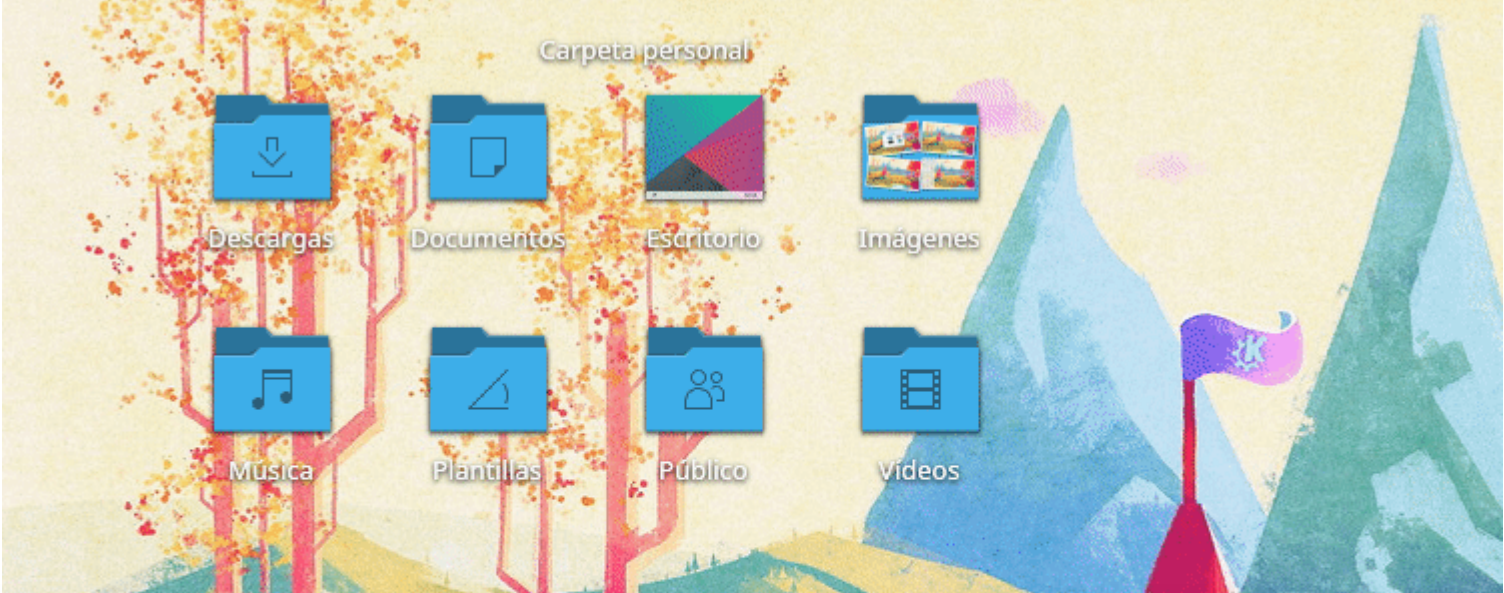 Carpeta personal
Descargas
Documentos
Escritorio
Imágenes
Música
Plantillas
Público
Vídeos
K